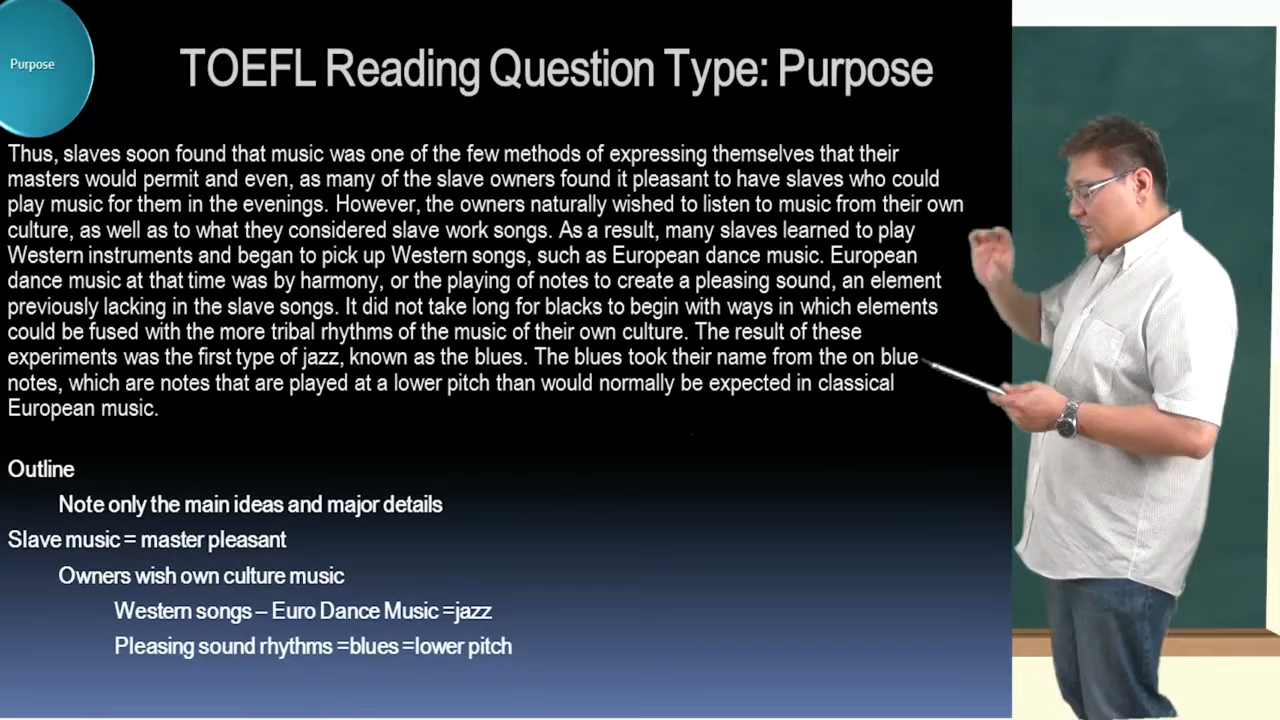 Purpose
TOEFL Reading Question Type: Purpose
Thus, slaves soon found that music was one of the few methods of expressing themselves that their
masters would permit and even, as many of the slave owners found it pleasant to have slaves who could
play music for them in the evenings. However, the owners naturally wished to listen to music from their own
culture, as well as to what they considered slave work songs. As a result, many slaves learned to play
Western instruments and began to pick up Western songs, such as European dance music. European
dance music at that time was by harmony, or the playing of notes to create a pleasing sound, an element
previously lacking in the slave songs. It did not take long for blacks to begin with ways in which elements
could be fused with the more tribal rhythms of the music of their own culture. The result of these
experiments was the first type of jazz, known as the blues. The blues took their name from the on blue
notes, which are notes that are played at a lower pitch than would normally be expected in classical
European music.
Outline
Note only the main ideas and major details
Slave music = master pleasant
Owners wish own culture music
Western songs – Euro Dance Music =jazz
Pleasing sound rhythms =blues =lower pitch